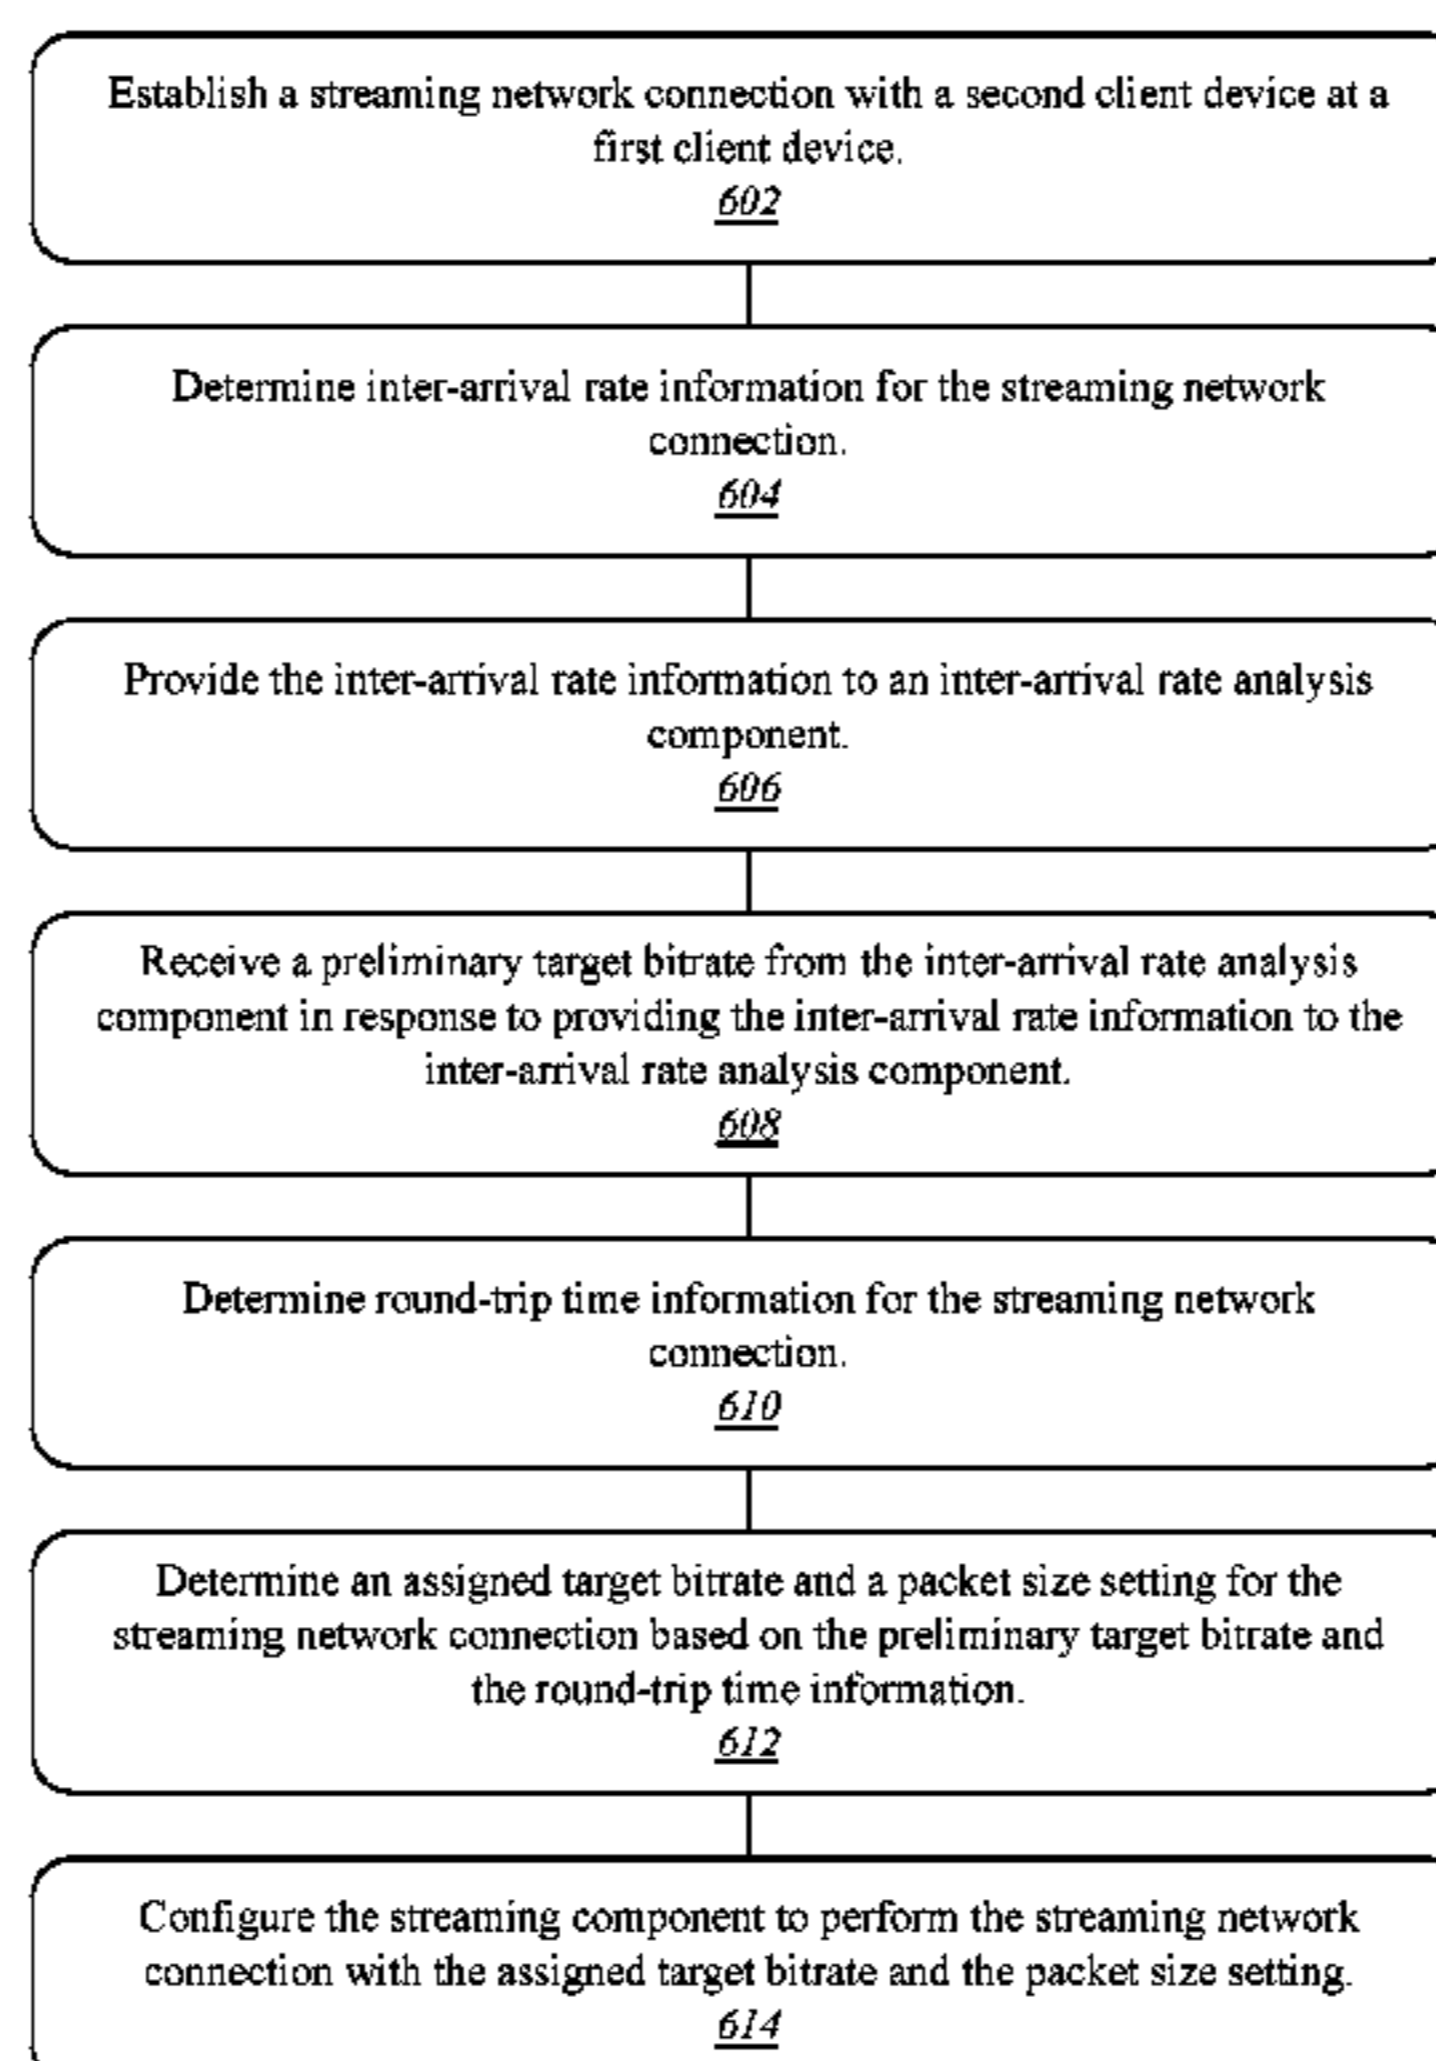 Establish a streaming network connection with a second client device at a
first client device.
602
Determine inter-arrival rate information for the streaming network
connection.
604
Provide the inter-arrival rate information to an inter-arrival rate analysis
component.
606
Receive a preliminary target bitrate from the inter-arrival rate analysis
component in response to providing the inter-arrival rate information to the
inter-arrival rate analysis component.
608
Determine round-trip time information for the streaming network
connection.
610
Determine an assigned target bitrate and a packet size setting for the
streaming network connection based on the preliminary target bitrate and
the round-trip time information.
612
Configure the streaming component to perform the streaming network
connection with the assigned target bitrate and the packet size setting.
614